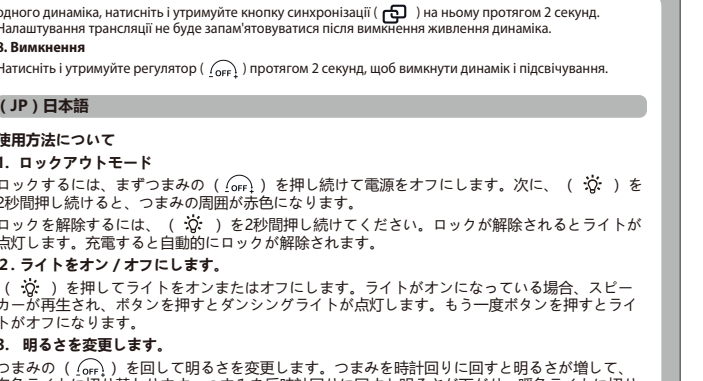 одного динаміка, натисніть і утримуйте кнопку синхронізації ( ) на ньому протягом 2 секунд.
Налаштування трансляції не буде запам'ятовуватися після вимкнення живлення динаміка.
8. Вимкнення
Натисніть і утримуйте регулятор ( OFF ) протягом 2 секунд, щоб вимкнути динамік і підсвічування.
( JP ) 日本語
使用方法について
1. ロックアウトモード
ロックするには、まずつまみの ( OFF ) を押し続けて電源をオフにします。次に、 ( ) を
2秒間押し続けると、つまみの周囲が赤色になります。
ロックを解除するには、 ( ) を2秒間押し続けてください。ロックが解除されるとライトが
点灯します。充電すると自動的にロックが解除されます。
2. ライトをオン / オフにします。
( ) を押してライトをオンまたはオフにします。ライトがオンになっている場合、スピー
カーが再生され、ボタンを押すとダンシングライトが点灯します。もう一度ボタンを押すとライ
トがオフになります。
3. 明るさを変更します。
つまみの ( OFF ) を回して明るさを変更します。つまみを時計回りに回すと明るさが増して、